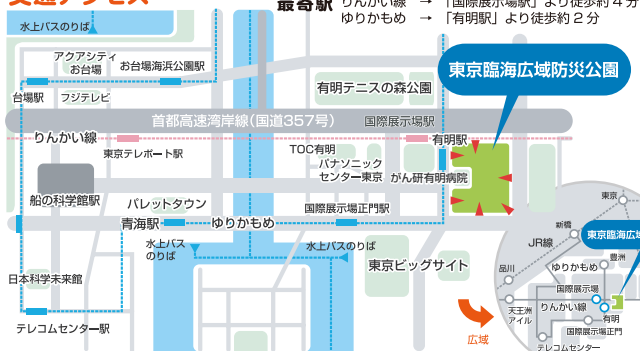 交通アクセス
最寄駅
りんかい線 → 「国際展示場駅」より徒歩約4分
ゆりかもめ → 「有明駅」より徒歩約2分
水上バスのりば
アクアシティ
お台場
お台場海浜公園駅
東京臨海広域防災公園
台場駅
フジテレビ
有明テニスの森公園
首都高速湾岸線(国道357号)
国際展示場駅
りんかい線
有明駅
東京テレポート駅
TOC有明
パナソニック
センター東京
がん研有明病院
船の科学館駅
パレットタウン
国際展示場正門駅
青海駅
ゆりかもめ
水上バス
のりば
水上バスのりば
東京ビッグサイト
日本科学未来館
テレコムセンター駅
広域
東京
新橋
東京臨海広域
JR線
豊洲
ゆりかもめ
品川
国際展示場
天王洲
アイル
りんかい線
有明
国際展示場正門
テレコムセンター